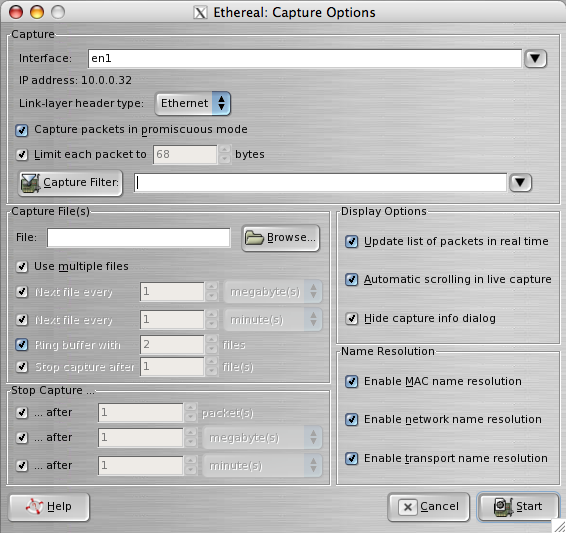 Ethereal: Capture Options
Capture
Interface: en1
IP address: 10.0.0.32
Link-layer header type: Ethernet
Capture packets in promiscuous mode
Limit each packet to 68 bytes
Capture Filter:
Capture File(s)
File: Browse...
Use multiple files
Next file every 1 megabyte(s)
Next file every 1 minute(s)
Ring buffer with 2 files
Stop capture after 1 file(s)
Stop Capture ...
... after 1 packet(s)
... after 1 megabyte(s)
... after 1 minute(s)
Display Options
Update list of packets in real time
Automatic scrolling in live capture
Hide capture info dialog
Name Resolution
Enable MAC name resolution
Enable network name resolution
Enable transport name resolution
Help Cancel Start